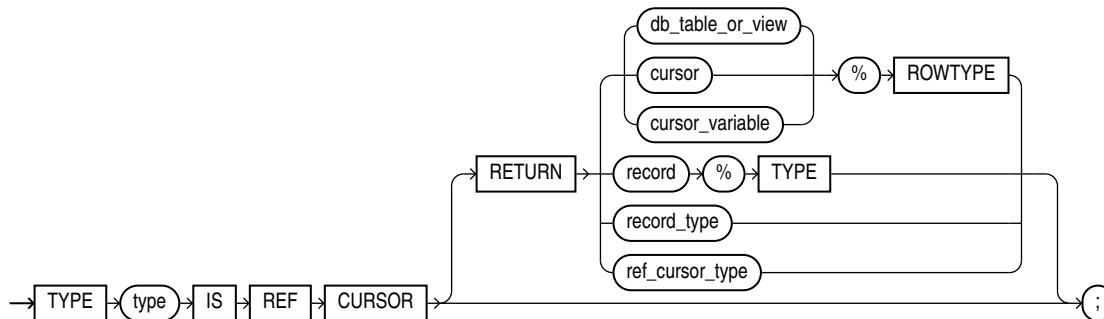 db_table_or_view
cursor % ROWTYPE
cursor_variable
RETURN record % TYPE
record_type
ref_cursor_type
TYPE type IS REF CURSOR ;